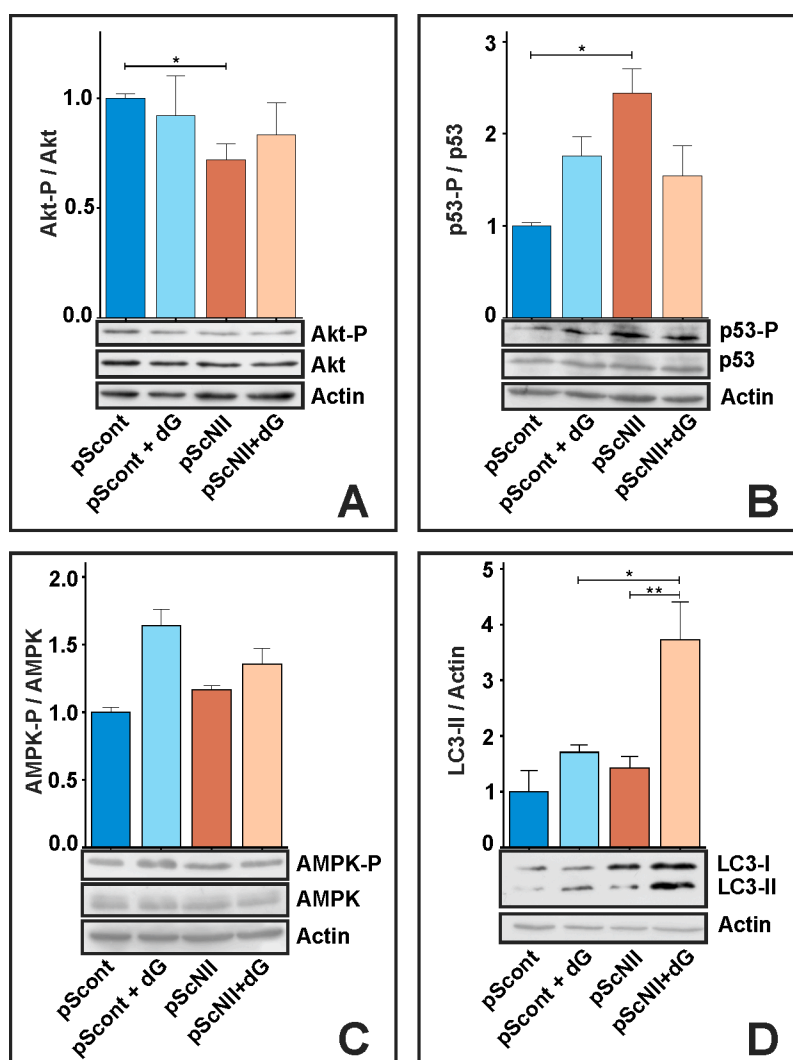 Akt-P / Akt
1.0
0.5
0.0
*
Akt-P
Akt
Actin
pScont
pScont + dG
pScNII
pScNII+dG
A
p53-P / p53
3
2
1
0
*
p53-P
p53
Actin
pScont
pScont + dG
pScNII
pScNII+dG
B
AMPK-P / AMPK
2.0
1.5
1.0
0.5
0.0
AMPK-P
AMPK
Actin
pScont
pScont + dG
pScNII
pScNII+dG
C
LC3-II / Actin
5
4
3
2
1
0
*
**
LC3-I
LC3-II
Actin
pScont
pScont + dG
pScNII
pScNII+dG
D